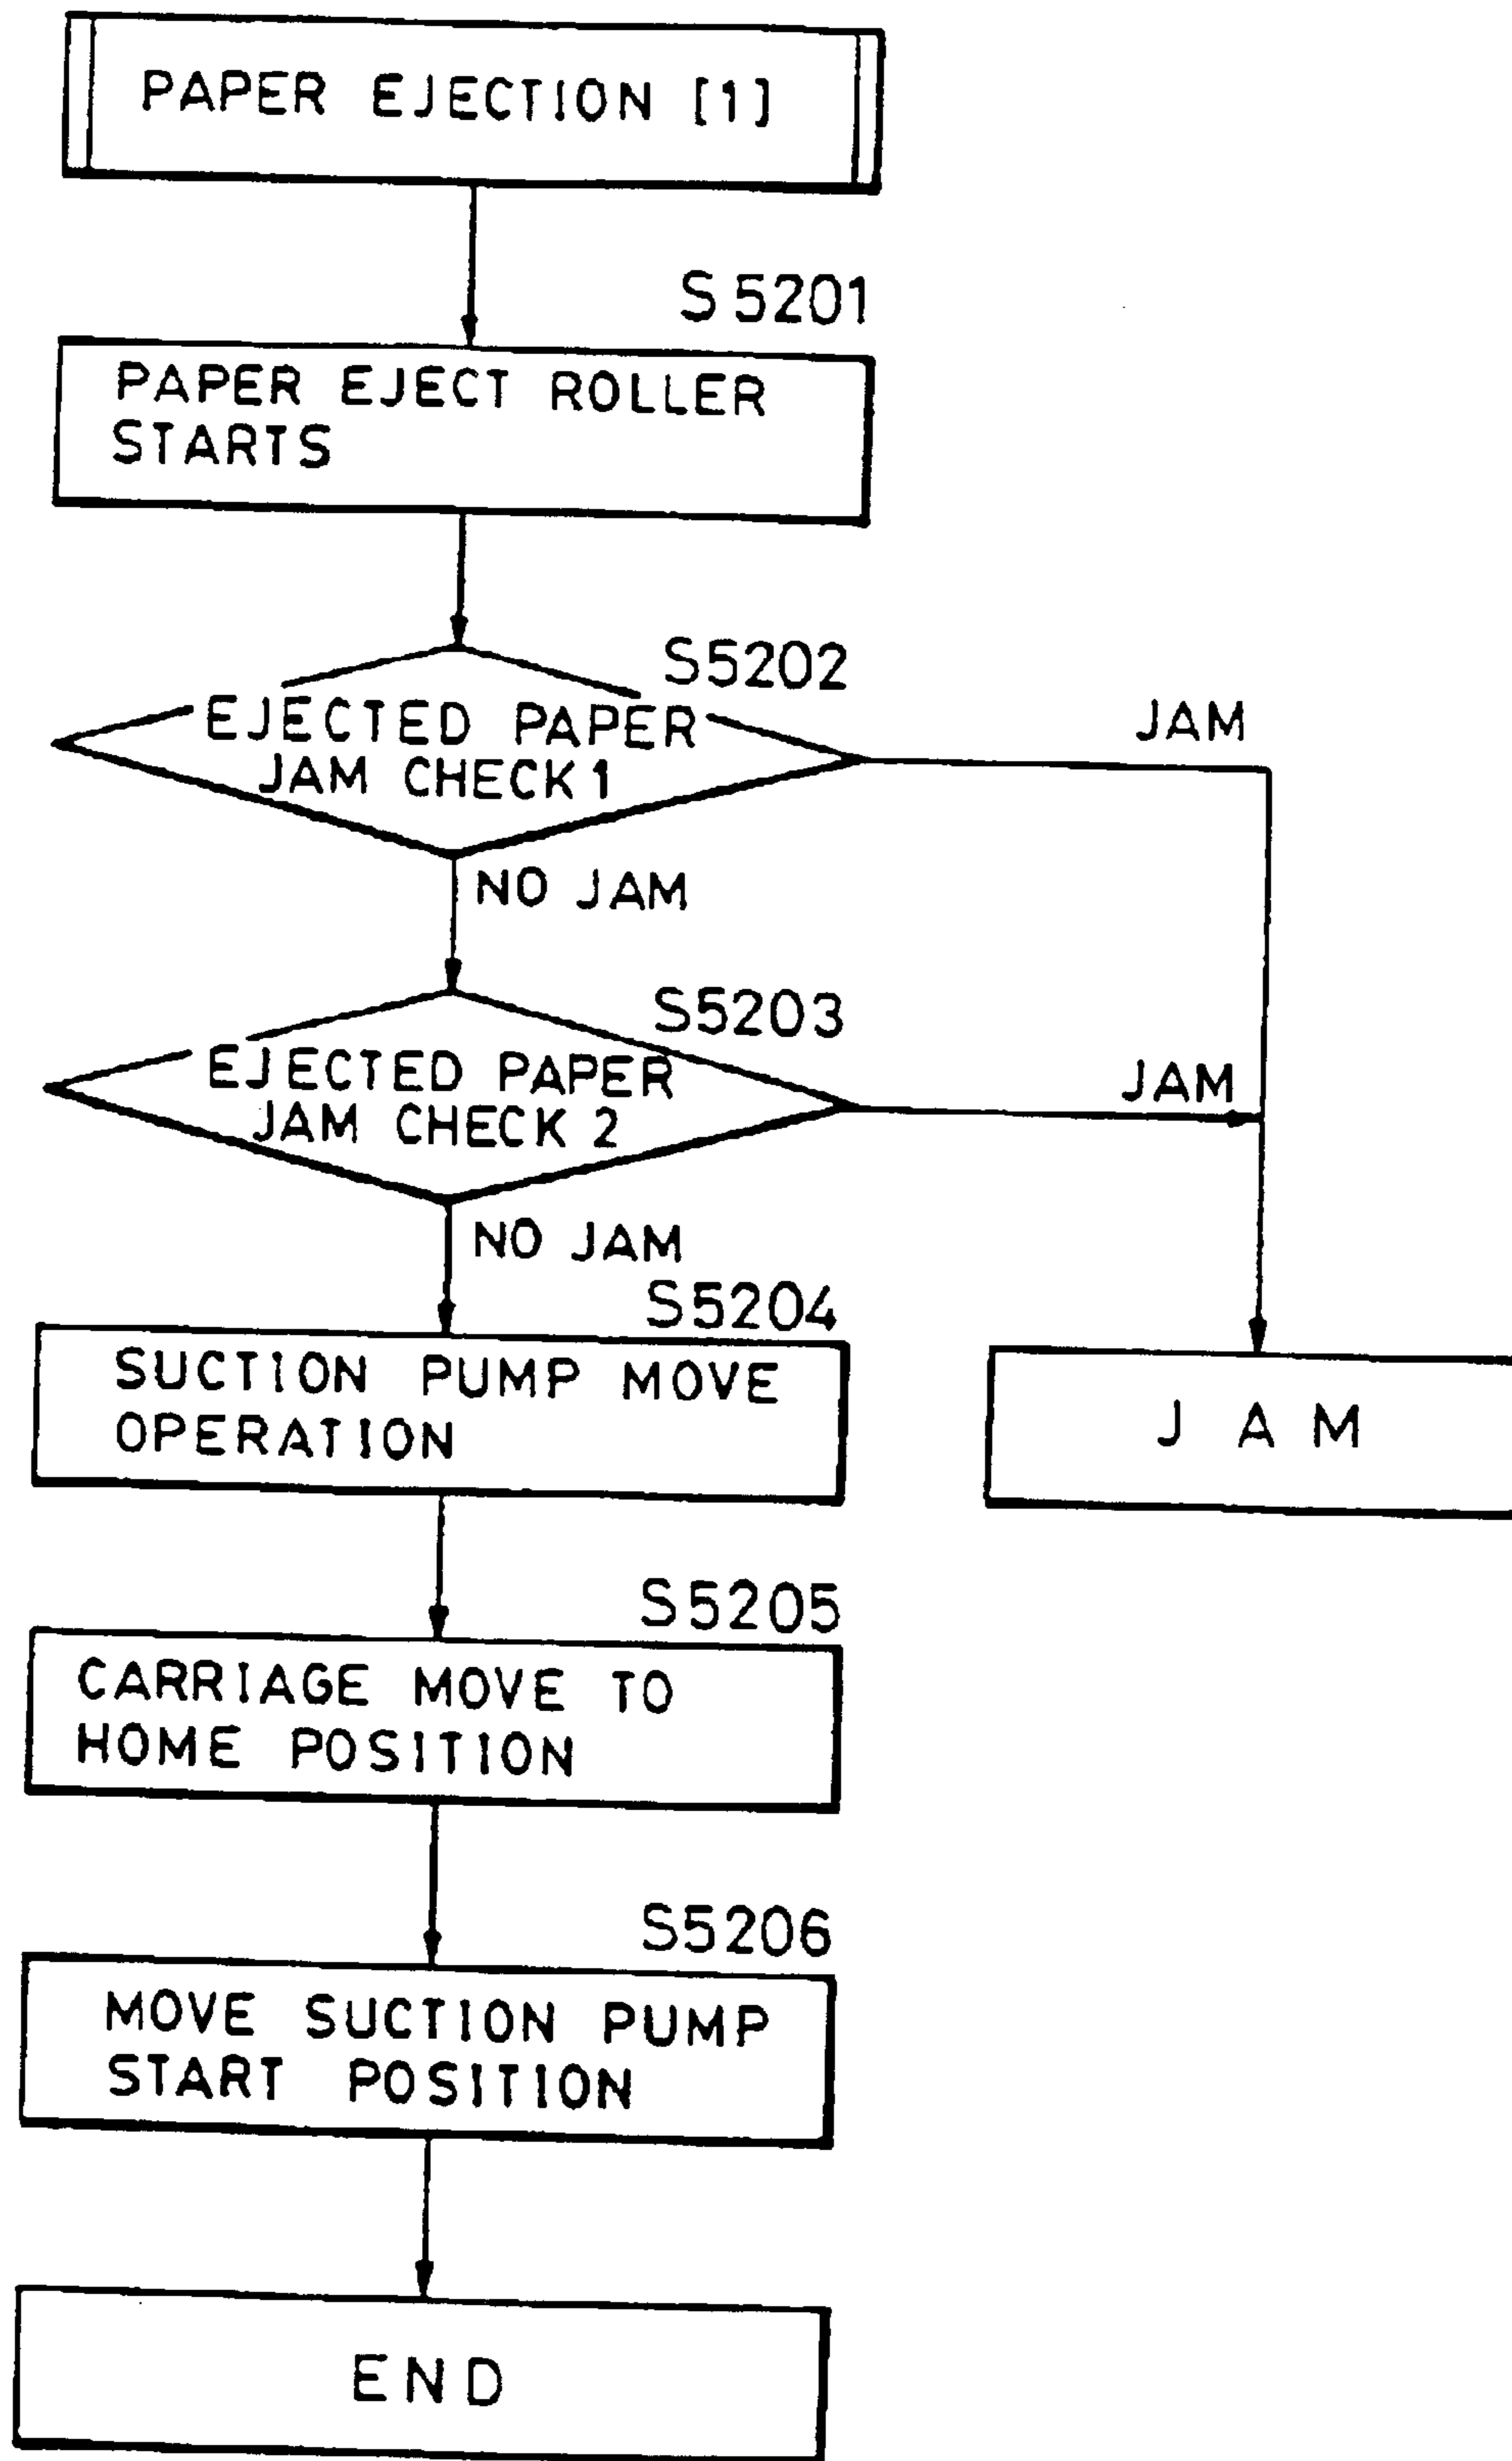 PAPER EJECTION [1]
S5201
PAPER EJECT ROLLER
STARTS
S5202
EJECTED PAPER
JAM CHECK 1
JAM
NO JAM
S5203
EJECTED PAPER
JAM CHECK 2
JAM
NO JAM
S5204
SUCTION PUMP MOVE
OPERATION
JAM
S5205
CARRIAGE MOVE TO
HOME POSITION
S5206
MOVE SUCTION PUMP
START POSITION
END